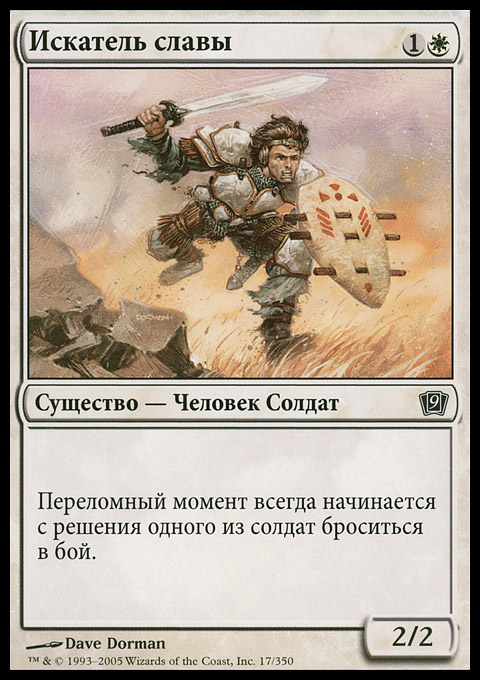 Искатель славы 1
Существо — Человек Солдат 9
Переломный момент всегда начинается
с решения одного из солдат броситься
в бой.
2/2
Dave Dorman
™ & © 1993–2005 Wizards of the Coast, Inc. 17/350